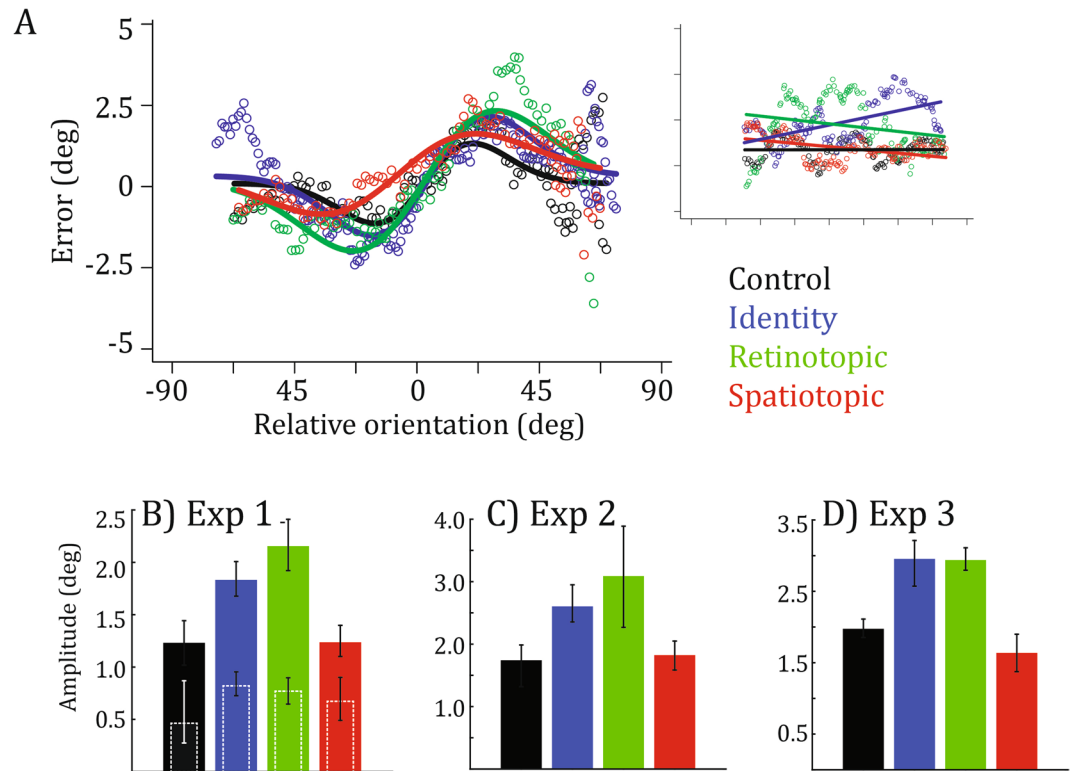 A
5
2.5
0
-2.5
-5
Error (deg)
-90 45 0 45 90
Relative orientation (deg)
Control
Identity
Retinotopic
Spatiotopic
B) Exp 1
2.5
2.0
1.5
1.0
0.5
Amplitude (deg)
C) Exp 2
4.0
3.0
2.0
1.0
D) Exp 3
3.5
2.5
1.5
0.5